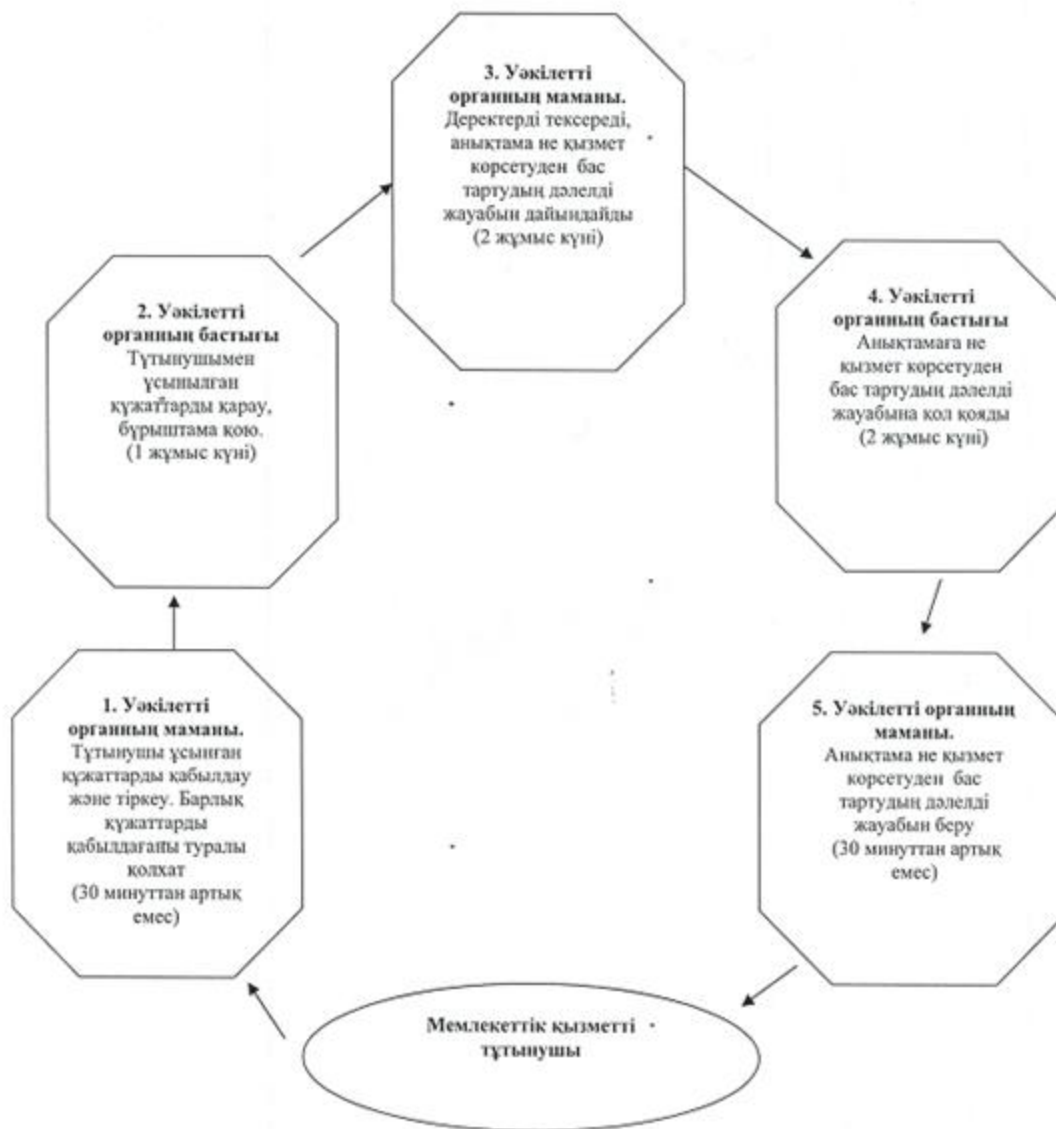 3. Уәкілетті
органның маманы.
Деректерді тексереді,
анықтама не қызмет
көрсетуден бас
тартудың дәлелді
жауабын дайындайды
(2 жұмыс күні)
2. Уәкілетті
органның бастығы
Тұтынушымен
ұсынылған
құжаттарды қарау,
бұрыштама қою.
(1 жұмыс күні)
4. Уәкілетті
органның бастығы
Анықтамаға не
қызмет көрсетуден
бас тартудың дәлелді
жауабына қол қояды
(2 жұмыс күні)
1. Уәкілетті
органның маманы.
Тұтынушы ұсынған
құжаттарды қабылдау
және тіркеу. Барлық
құжаттарды
қабылдағаны туралы
қолхат
(30 минуттан артық
емес)
5. Уәкілетті органның
маманы.
Анықтама не қызмет
көрсетуден бас
тартудың дәлелді
жауабын беру
(30 минуттан артық
емес)
Мемлекеттік қызметті
тұтынушы